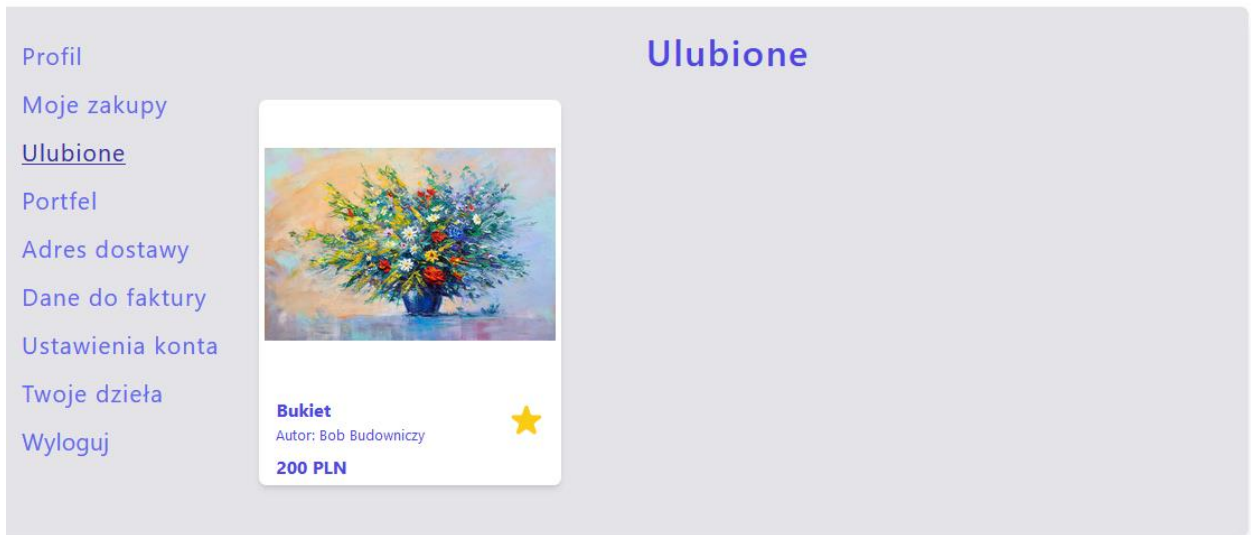 Profil
Moje zakupy
Ulubione
Portfel
Adres dostawy
Dane do faktury
Ustawienia konta
Twoje dzieła
Wyloguj
Ulubione
Bukiet
Autor: Bob Budowniczy
200 PLN